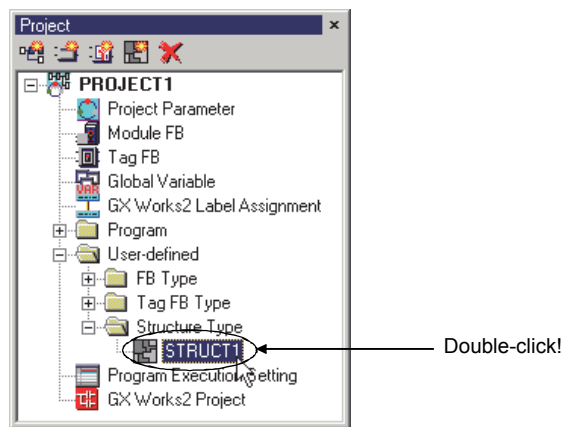 Project
PROJECT1
Project Parameter
Module FB
Tag FB
VAR
Global Variable
GX Works2 Label Assignment
Program
User-defined
FB Type
Tag FB Type
Structure Type
STRUCT1
Double-click!
Program Execution Setting
GX Works2 Project